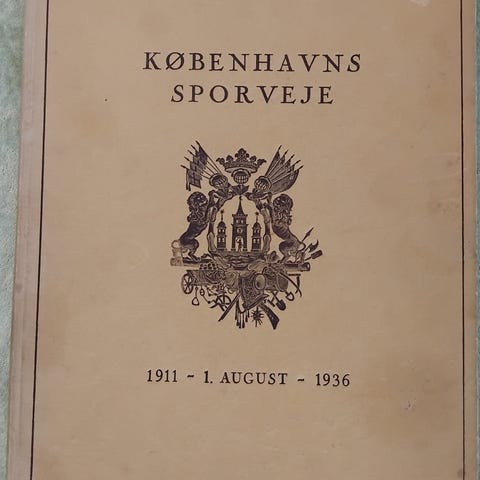 KØBENHAVNS
SPORVEJE
1911 - 1. AUGUST - 1936